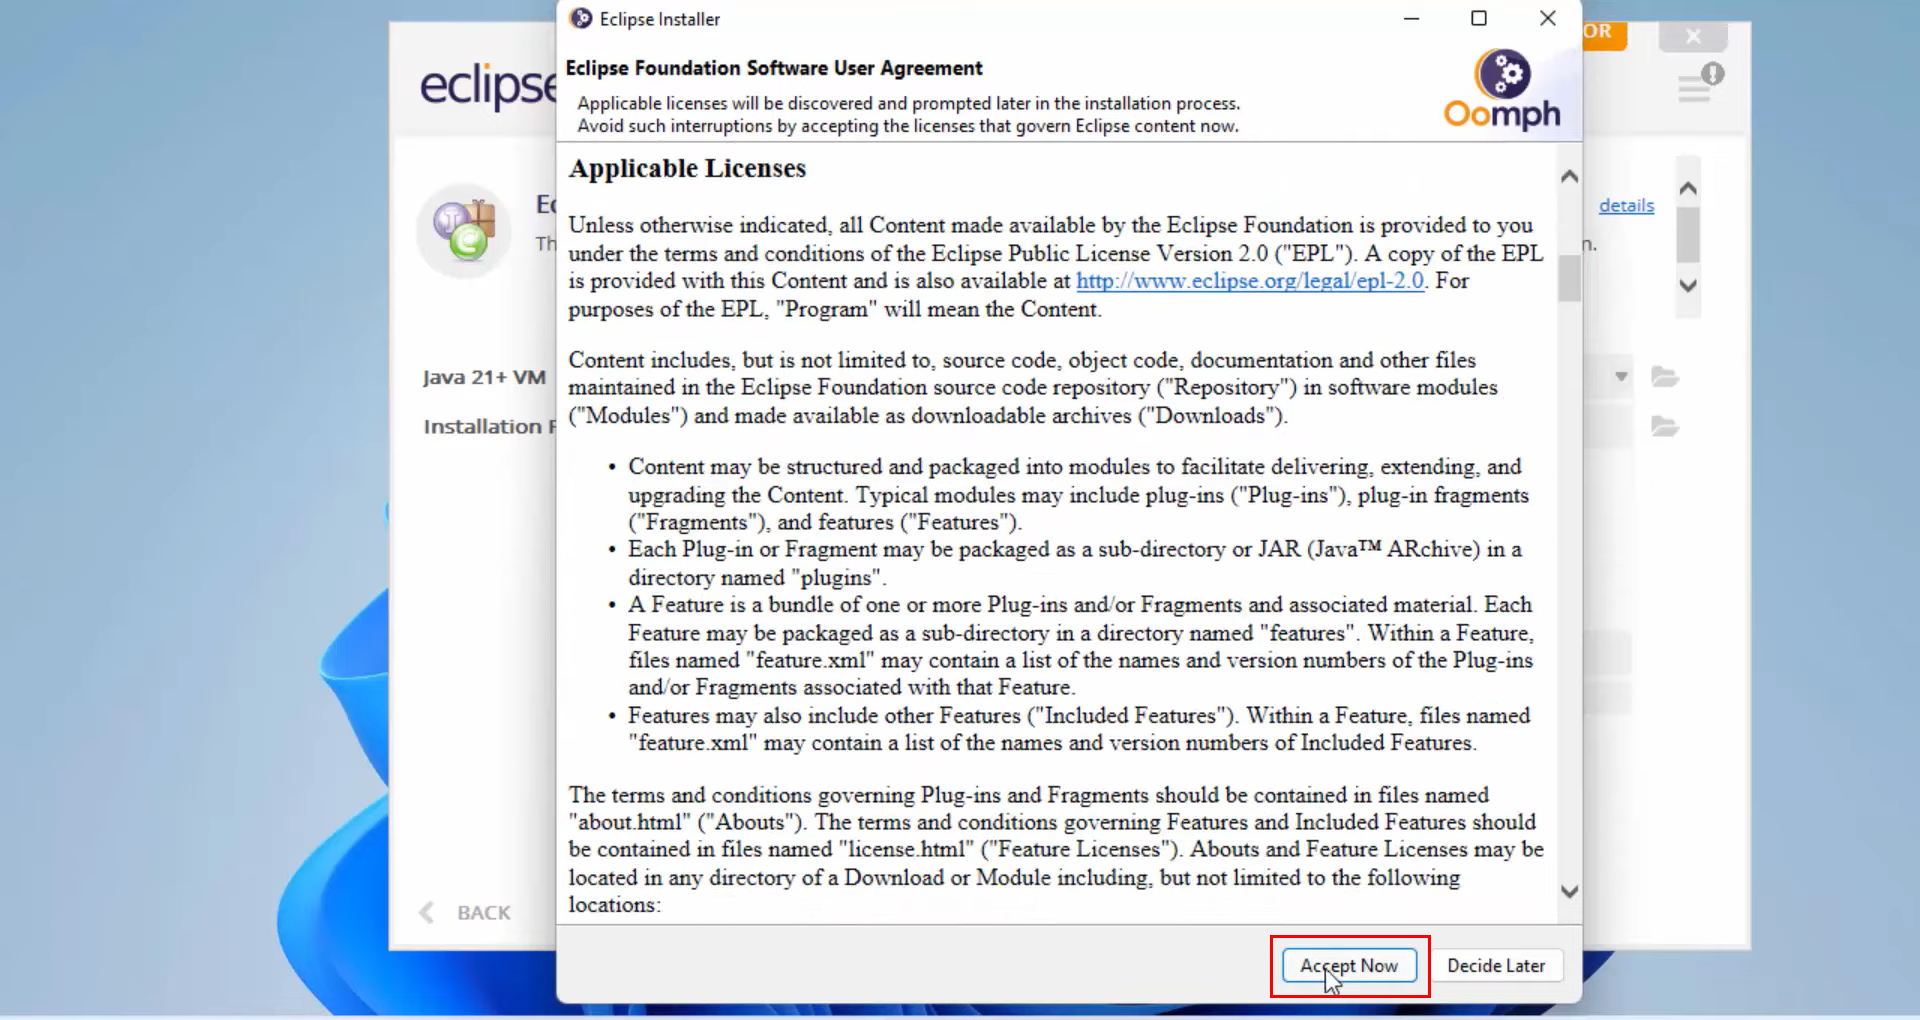 Eclipse Installer
OR
eclipse
Eclipse Foundation Software User Agreement
Applicable licenses will be discovered and prompted later in the installation process.
Avoid such interruptions by accepting the licenses that govern Eclipse content now.
Oomph
Applicable Licenses
Unless otherwise indicated, all Content made available by the Eclipse Foundation is provided to you
under the terms and conditions of the Eclipse Public License Version 2.0 ("EPL"). A copy of the EPL
is provided with this Content and is also available at http://www.eclipse.org/legal/epl-2.0. For
purposes of the EPL, "Program" will mean the Content.
Content includes, but is not limited to, source code, object code, documentation and other files
maintained in the Eclipse Foundation source code repository ("Repository") in software modules
("Modules") and made available as downloadable archives ("Downloads").
• Content may be structured and packaged into modules to facilitate delivering, extending, and
upgrading the Content. Typical modules may include plug-ins ("Plug-ins"), plug-in fragments
("Fragments"), and features ("Features").
• Each Plug-in or Fragment may be packaged as a sub-directory or JAR (Java™ ARchive) in a
directory named "plugins".
• A Feature is a bundle of one or more Plug-ins and/or Fragments and associated material. Each
Feature may be packaged as a sub-directory in a directory named "features". Within a Feature,
files named "feature.xml" may contain a list of the names and version numbers of the Plug-ins
and/or Fragments associated with that Feature.
• Features may also include other Features ("Included Features"). Within a Feature, files named
"feature.xml" may contain a list of the names and version numbers of Included Features.
The terms and conditions governing Plug-ins and Fragments should be contained in files named
"about.html" ("Abouts"). The terms and conditions governing Features and Included Features should
be contained in files named "license.html" ("Feature Licenses"). Abouts and Feature Licenses may be
located in any directory of a Download or Module including, but not limited to the following
locations:
Accept Now
Decide Later
Ec
details
Th
n.
Java 21+ VM
Installation F
BACK